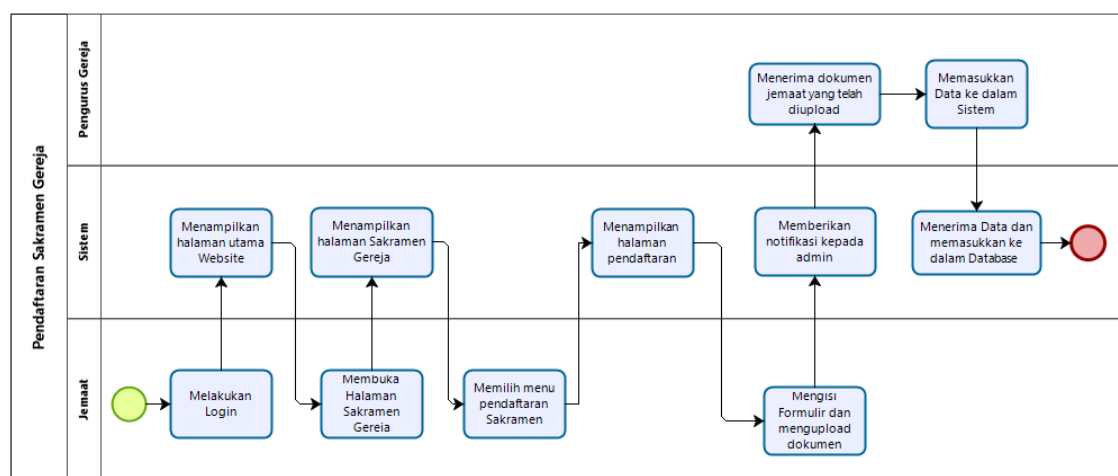 Pendaftaran Sakramen Gereja
Pengurus Gereja
Menerima dokumen
jemaat yang telah
diupload
Memasukkan
Data ke dalam
Sistem
Sistem
Menampilkan
halaman utama
Website
Menampilkan
halaman Sakramen
Gereja
Menampilkan
halaman
pendaftaran
Memberikan
notifikasi kepada
admin
Menerima Data dan
memasukkan ke
dalam Database
Jemaat
Melakukan
Login
Membuka
Halaman
Sakramen
Gereia
Memilih menu
pendaftaran
Sakramen
Mengisi
Formulir dan
mengupload
dokumen